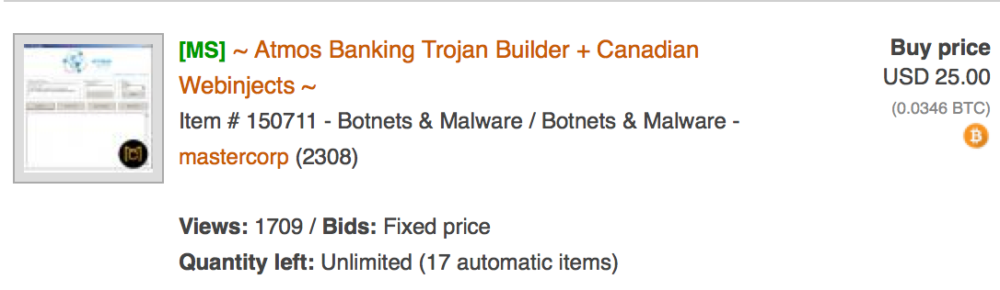 [MS] ~ Atmos Banking Trojan Builder + Canadian
Webinjects ~
Item # 150711 - Botnets & Malware / Botnets & Malware -
mastercorp (2308)
Views: 1709 / Bids: Fixed price
Quantity left: Unlimited (17 automatic items)
Buy price
USD 25.00
(0.0346 BTC)